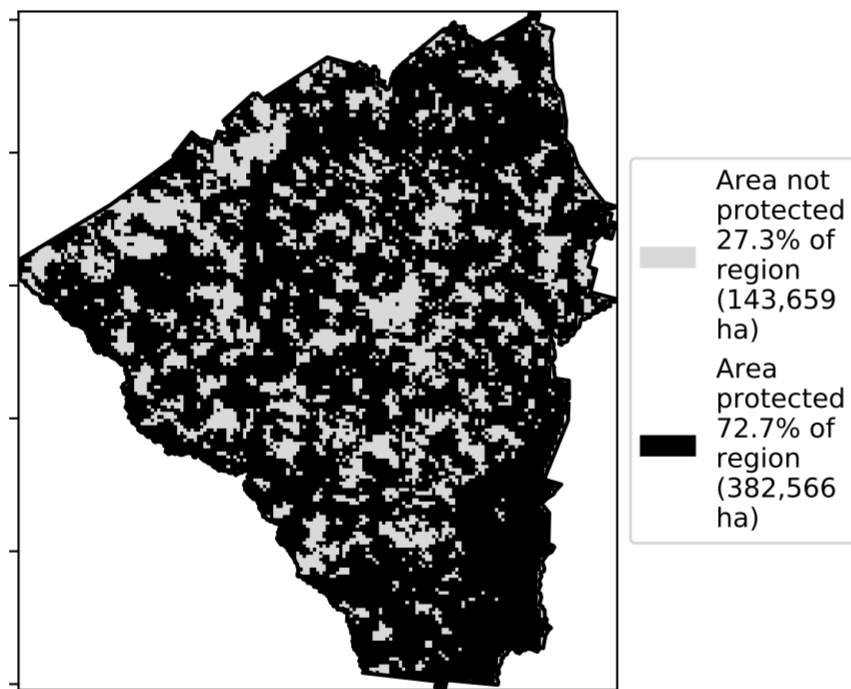 Area not
protected
27.3% of
region
(143,659
ha)
Area
protected
72.7% of
region
(382,566
ha)